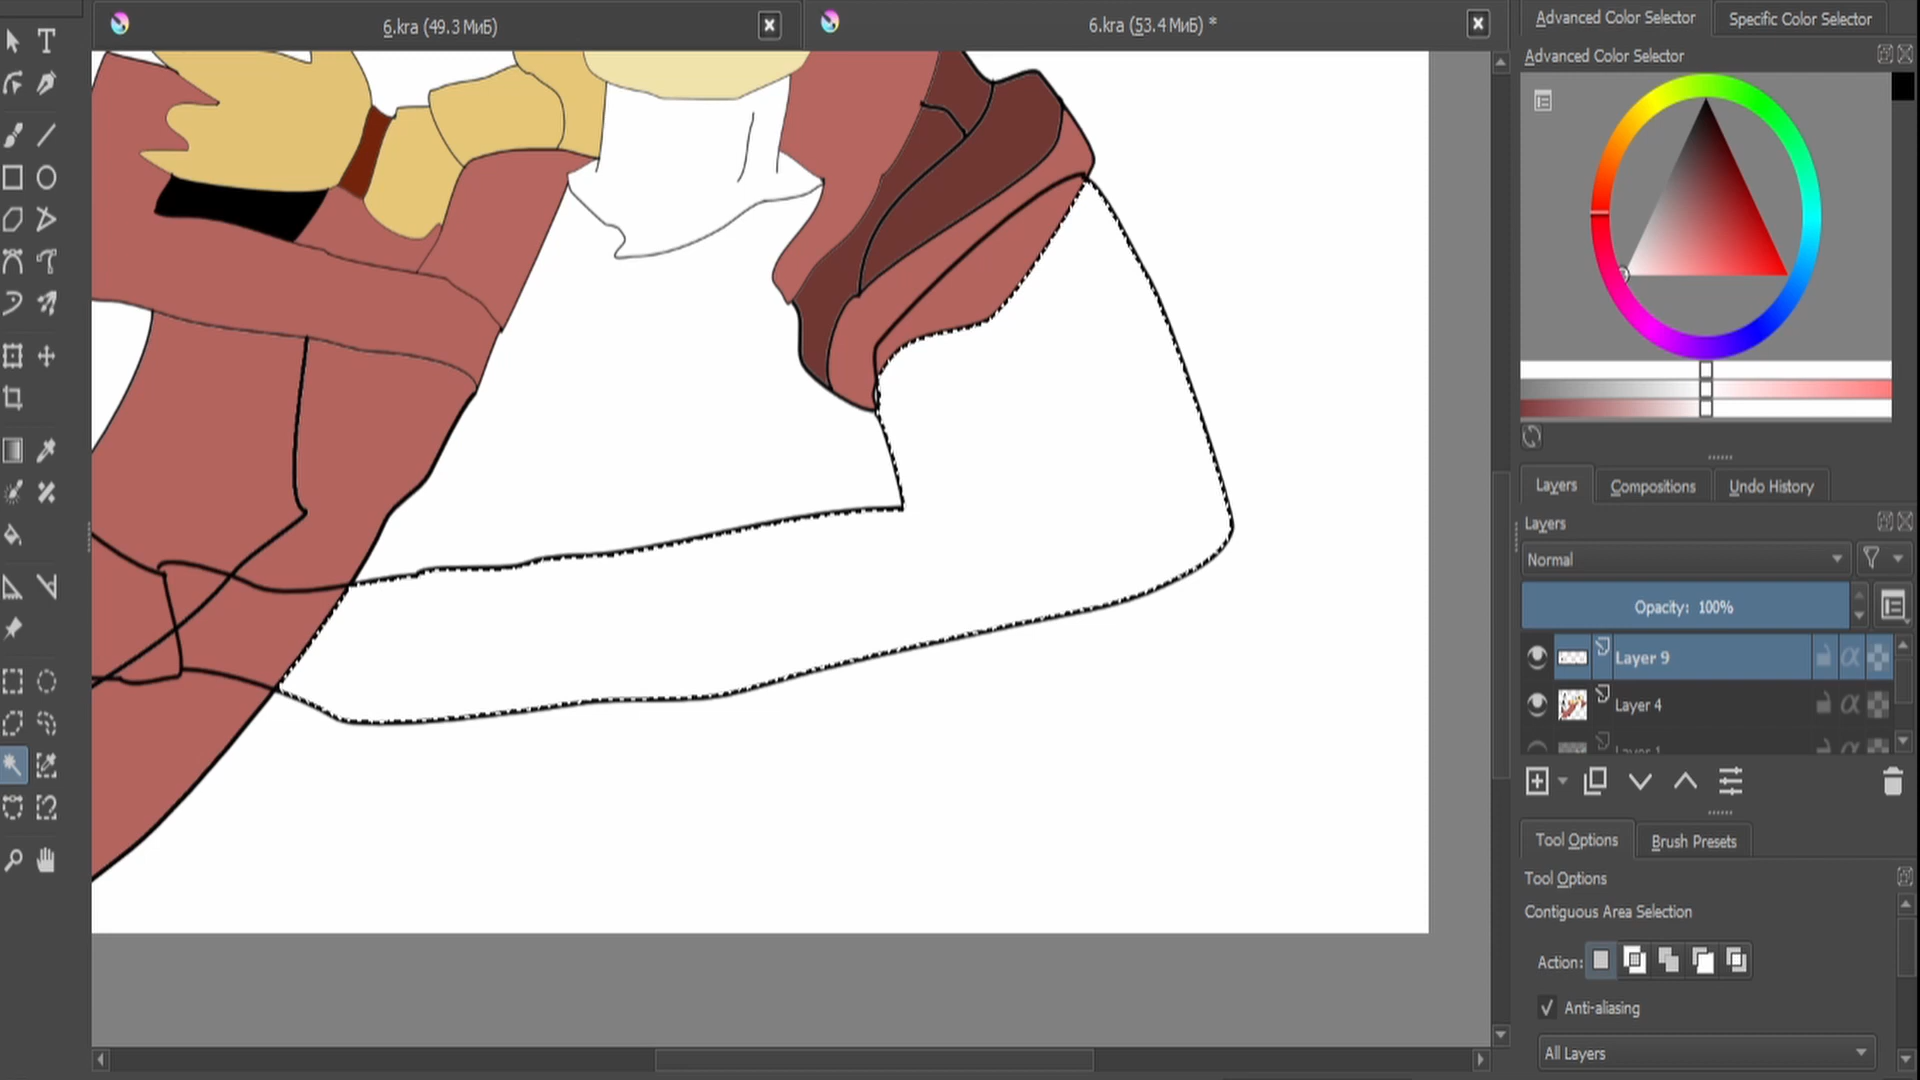 6.kra (49.3 МиБ)
6.kra (53.4 МиБ) *
Advanced Color Selector
Specific Color Selector
Advanced Color Selector
Layers
Compositions
Undo History
Layers
Normal
Opacity: 100%
Layer 9
Layer 4
Layer 1
Tool Options
Brush Presets
Tool Options
Contiguous Area Selection
Action:
Anti-aliasing
All Layers